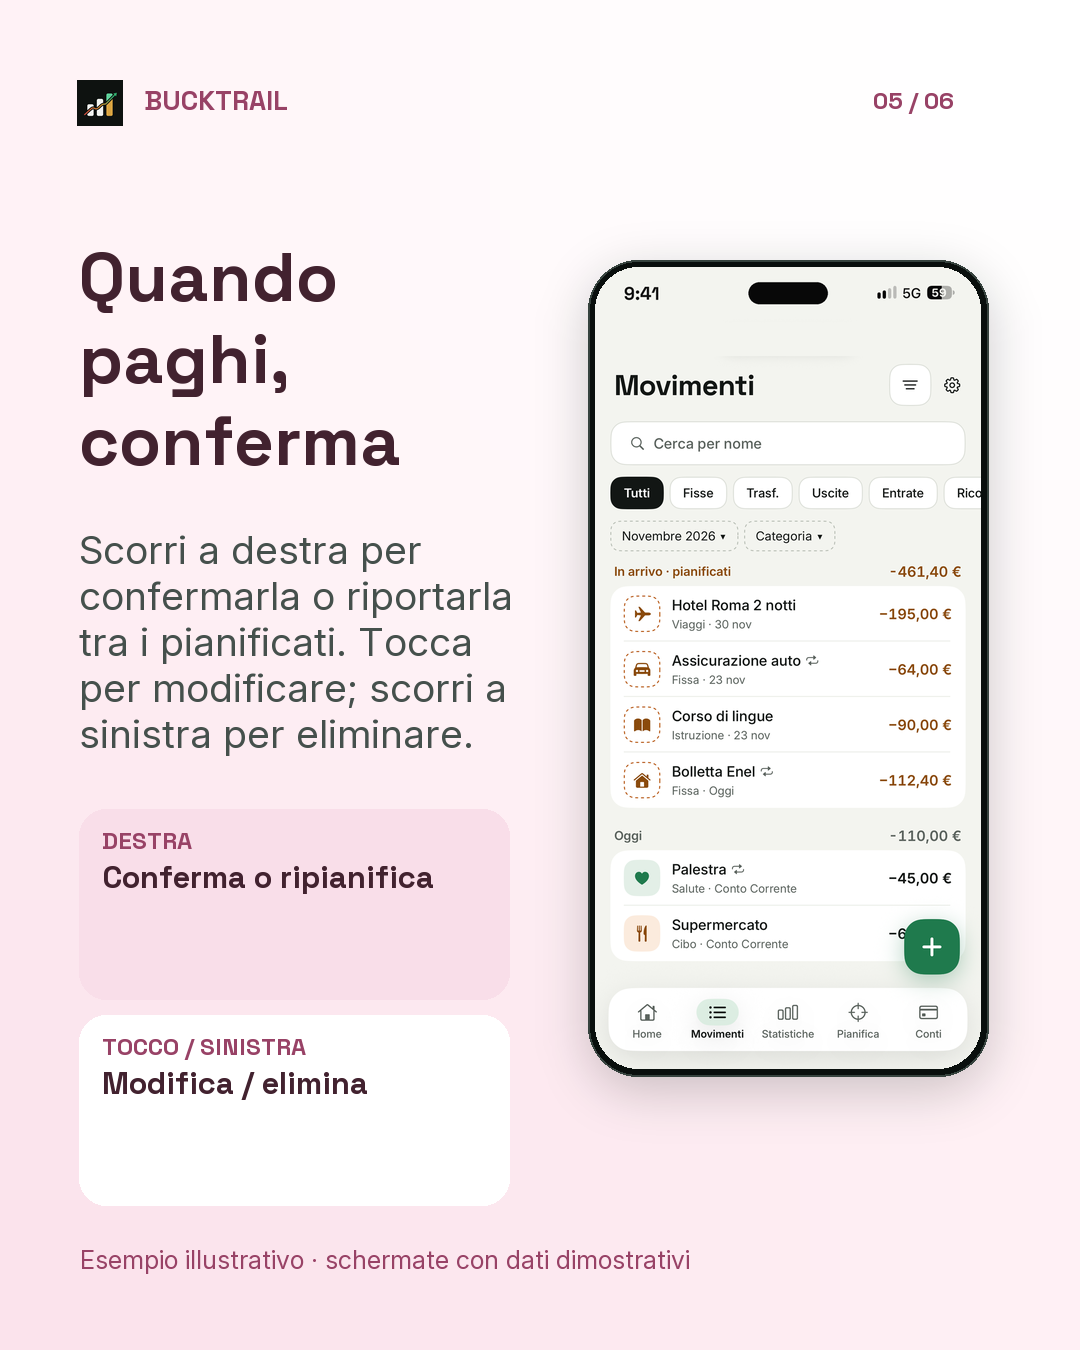 BUCKTRAIL
05 / 06
Quando
paghi,
conferma
Scorri a destra per
confermarla o riportarla
tra i pianificati. Tocca
per modificare; scorri a
sinistra per eliminare.
DESTRA
Conferma o ripianifica
TOCCO / SINISTRA
Modifica / elimina
9:41
5G 59
Movimenti
Cerca per nome
Tutti Fisse Trasf. Uscite Entrate Rico
Novembre 2026 ▾ Categoria ▾
In arrivo · pianificati -461,40 €
Hotel Roma 2 notti
Viaggi · 30 nov
−195,00 €
Assicurazione auto
Fissa · 23 nov
−64,00 €
Corso di lingue
Istruzione · 23 nov
−90,00 €
Bolletta Enel
Fissa · Oggi
−112,40 €
Oggi -110,00 €
Palestra
Salute · Conto Corrente
−45,00 €
Supermercato
Cibo · Conto Corrente
Home Movimenti Statistiche Pianifica Conti
Esempio illustrativo · schermate con dati dimostrativi